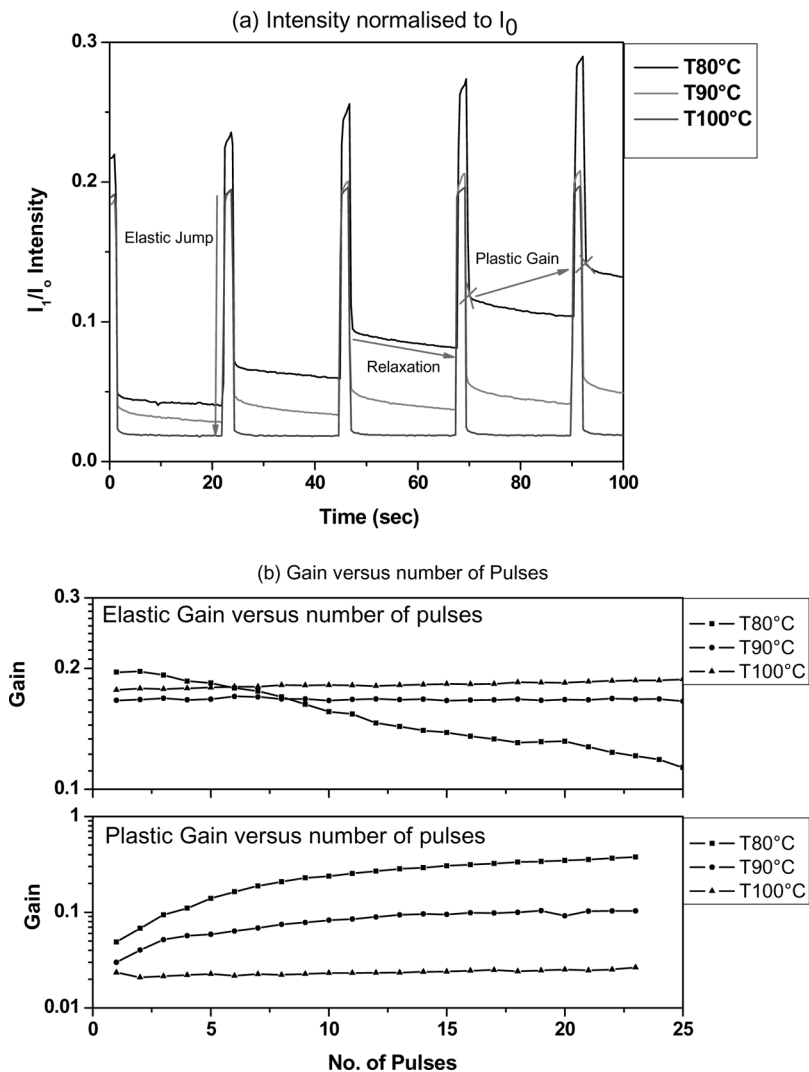 (a) Intensity normalised to I0
0.3
0.2
0.1
0.0
I1/Io Intensity
T80°C
T90°C
T100°C
Elastic Jump
Plastic Gain
Relaxation
0 20 40 60 80 100
Time (sec)
(b) Gain versus number of Pulses
Elastic Gain versus number of pulses
0.3
0.2
0.1
Gain
T80°C
T90°C
T100°C
Plastic Gain versus number of pulses
1
0.1
0.01
Gain
T80°C
T90°C
T100°C
0 5 10 15 20 25
No. of Pulses